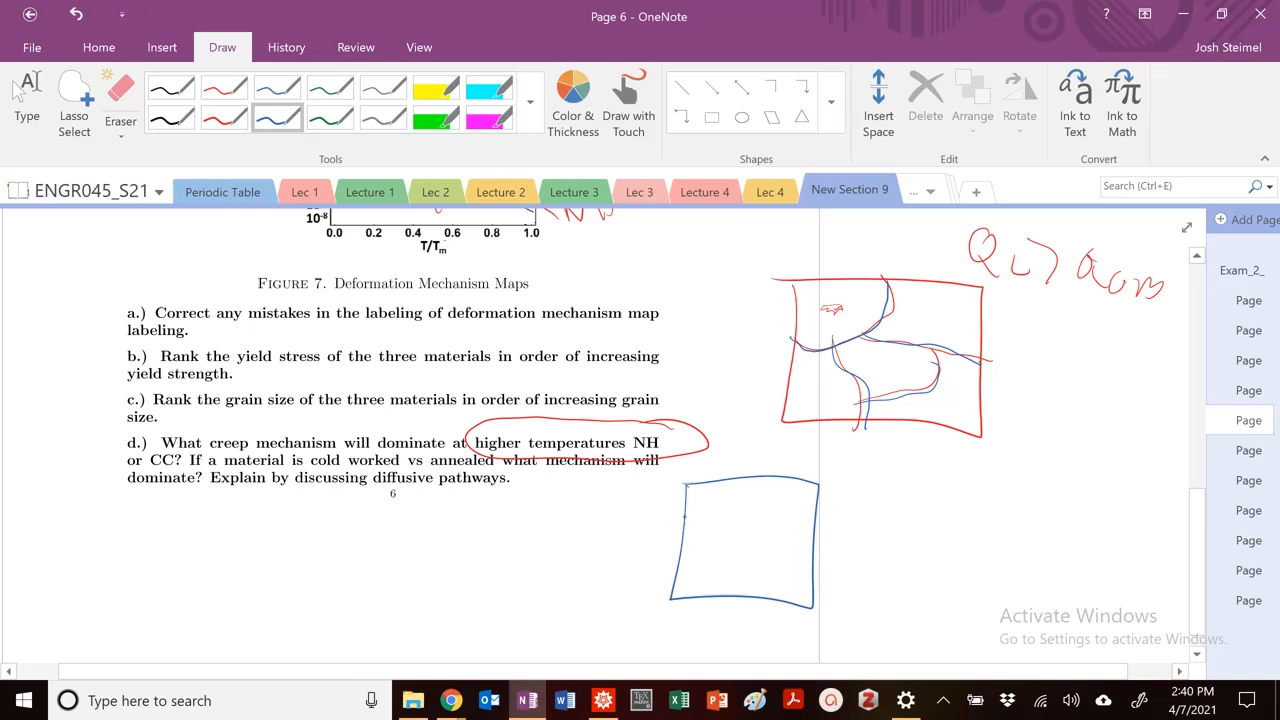 Page 6 - OneNote
?
File
Home
Insert
Draw
History
Review
View
Josh Steimel
Type
Lasso Select
Eraser
Color & Thickness
Draw with Touch
Insert Space
Delete
Arrange
Rotate
Ink to Text
Ink to Math
Tools
Shapes
Edit
Convert
ENGR045_S21
Periodic Table
Lec 1
Lecture 1
Lec 2
Lecture 2
Lecture 3
Lec 3
Lecture 4
Lec 4
New Section 9
...
Search (Ctrl+E)
Add Page
10-8
0.0 0.2 0.4 0.6 0.8 1.0
T/Tm
FIGURE 7. Deformation Mechanism Maps
a.) Correct any mistakes in the labeling of deformation mechanism map
labeling.
b.) Rank the yield stress of the three materials in order of increasing
yield strength.
c.) Rank the grain size of the three materials in order of increasing grain
size.
d.) What creep mechanism will dominate at higher temperatures NH
or CC? If a material is cold worked vs annealed what mechanism will
dominate? Explain by discussing diffusive pathways.
6
QL > QGB
Exam_2_
Page
Page
Page
Page
Page
Page
Page
Page
Page
Page
Page
Activate Windows
Go to Settings to activate Windows.
Type here to search
2:40 PM
4/7/2021